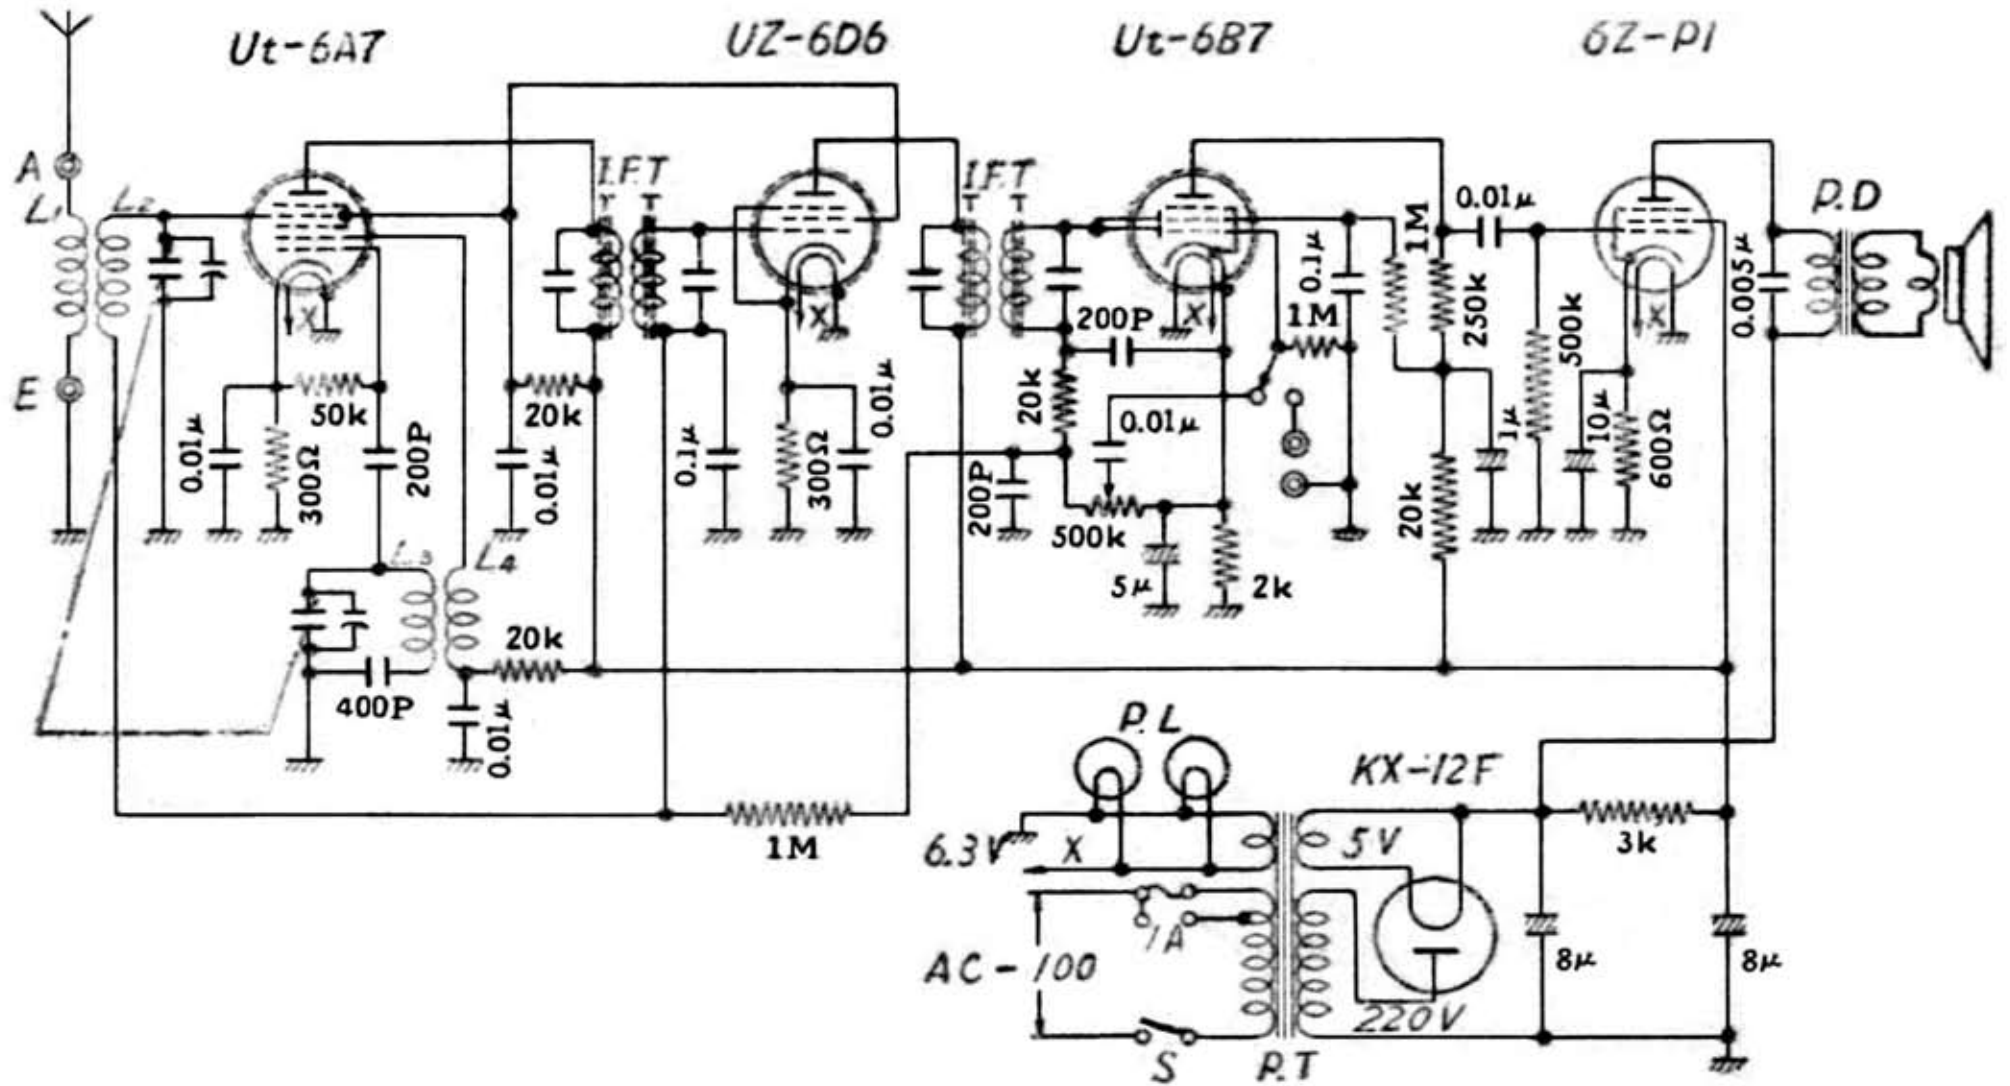 Ut-6A7
UZ-6D6
Ut-6B7
6Z-P1
A
L1
L2
E
X
0.01μ
300Ω
50k
200P
L3
L4
400P
20k
0.01μ
20k
0.01μ
I.F.T
T T
0.1μ
X
300Ω
0.01μ
I.F.T
T T
200P
20k
0.01μ
200P
500k
5μ
2k
X
0.1μ
1M
1M
250k
20k
1μ
0.01μ
500k
10μ
600Ω
X
0.005μ
P.D
1M
P.L
6.3V
X
AC-100
1A
S
P.T
5V
220V
KX-12F
3k
8μ
8μ